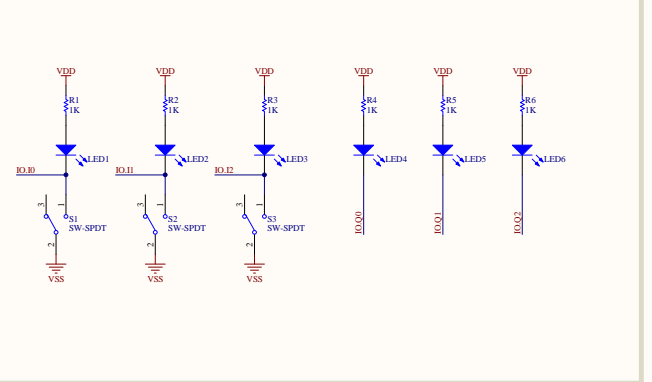 VDD VDD VDD VDD VDD VDD
R1 R2 R3 R4 R5 R6
1K 1K 1K 1K 1K 1K
LED1 LED2 LED3 LED4 LED5 LED6
IO.I0 IO.I1 IO.I2
3 1 3 1 3 1
S1 S2 S3 IO.Q0 IO.Q1 IO.Q2
SW-SPDT SW-SPDT SW-SPDT
2 2 2
VSS VSS VSS